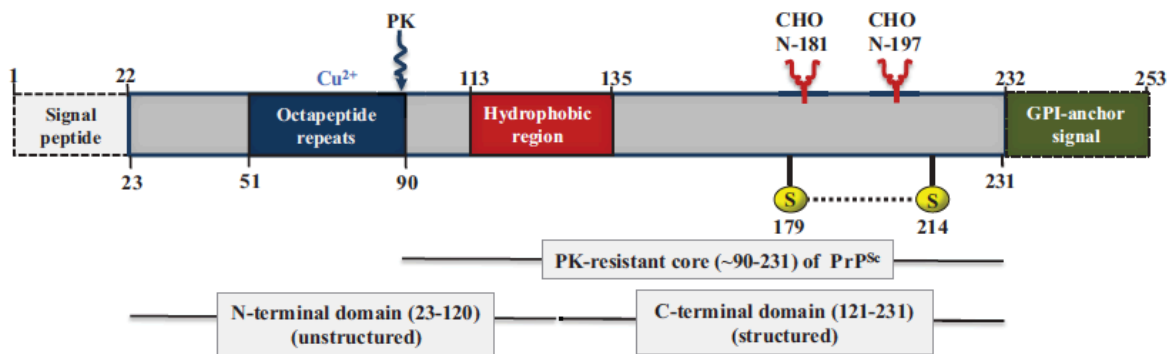 PK
CHO
CHO
N-181
N-197
1
22
Cu²⁺
113
135
232
253
Signal
peptide
Octapeptide
repeats
Hydrophobic
region
GPI-anchor
signal
23
51
90
231
S
S
179
214
PK-resistant core (~90-231) of PrPˢᶜ
N-terminal domain (23-120)
(unstructured)
C-terminal domain (121-231)
(structured)